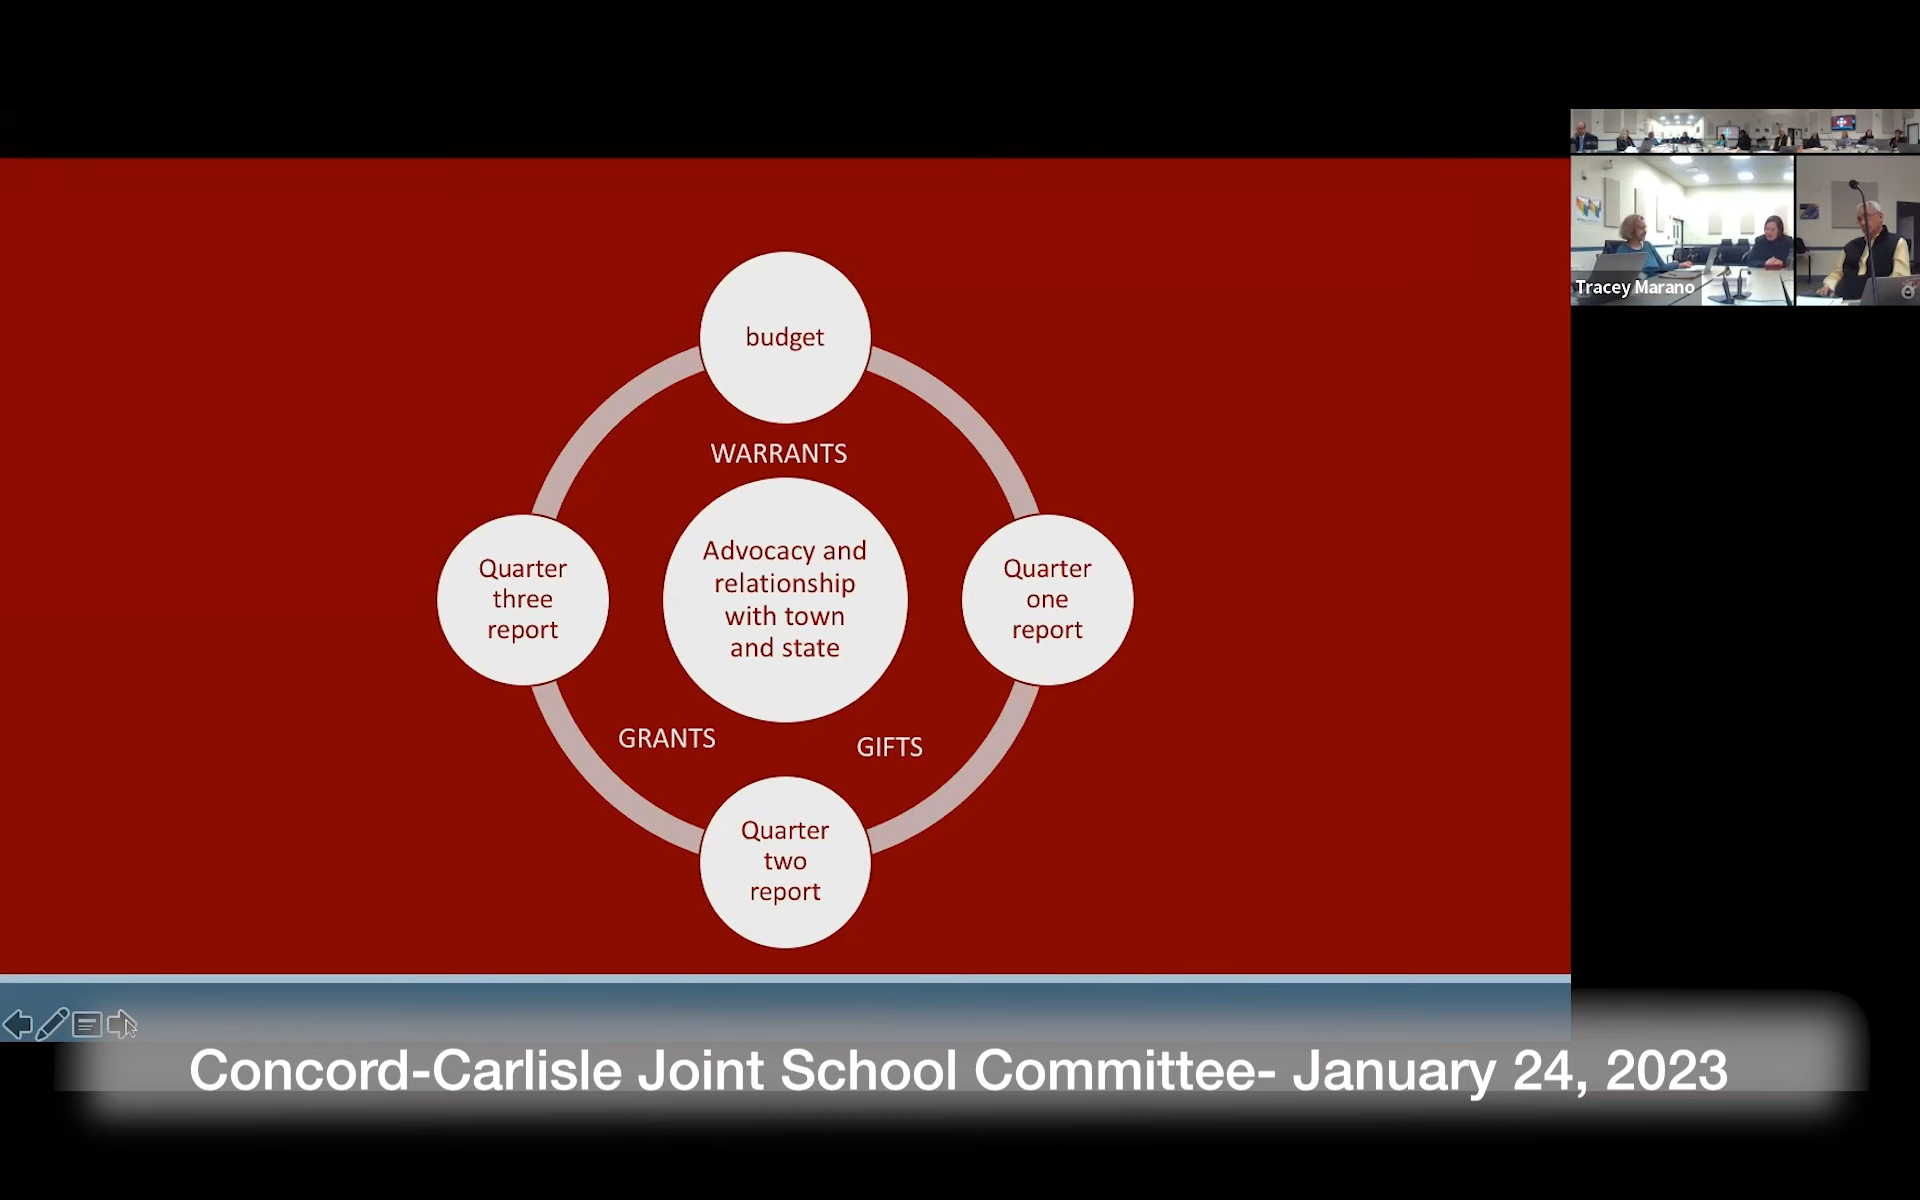 budget
WARRANTS
Advocacy and
relationship
with town
and state
Quarter
three
report
Quarter
one
report
GRANTS
GIFTS
Quarter
two
report
Tracey Marano
Concord-Carlisle Joint School Committee- January 24, 2023